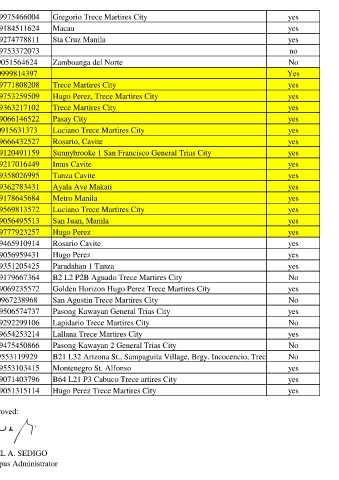 9975466004 Gregorio Trece Martires City yes
9184511624 Macau yes
9274778811 Sta Cruz Manila yes
9753372073 no
9051564624 Zamboanga del Norte No
0999814397 Yes
9771808208 Trece Martires City yes
9753259509 Hugo Perez, Trece Martires City yes
9363217102 Trece Martires City yes
9066146522 Pasay City yes
0915631373 Luciano Trece Martires City yes
9666432527 Rosario, Cavite yes
9120491159 Sunnybrooke 1 San Francisco General Trias City yes
9217016449 Imus Cavite yes
9358026995 Tanza Cavite yes
9362783431 Ayala Ave Makati yes
9178645684 Metro Manila yes
9569813572 Luciano Trece Martires City yes
9056495513 San Juan, Manila yes
9777923257 Hugo Perez yes
9465910914 Rosario Cavite yes
9056959431 Hugo Perez yes
9351205425 Paradahan 1 Tanza yes
9179667364 B2 L2 P2B Aguado Trece Martires City No
9069235572 Golden Horizon Hugo Perez Trece Martires City yes
0967238968 San Agustin Trece Martires City No
9506574737 Pasong Kawayan General Trias City yes
9292299106 Lapidario Trece Martires City No
9654253214 Lallana Trece Martires City yes
9475450866 Pasong Kawayan 2 General Trias City No
9553119929 B21 L32 Arizona St., Sampaguita Village, Brgy. Incocencio, Trec No
9553103415 Montenegro St. Alfonso yes
9071403796 B64 L21 P3 Cabuco Trece artires City yes
9051315114 Hugo Perez Trece Martires City yes
roved:
EL A. SEDIGO
pus Administrator